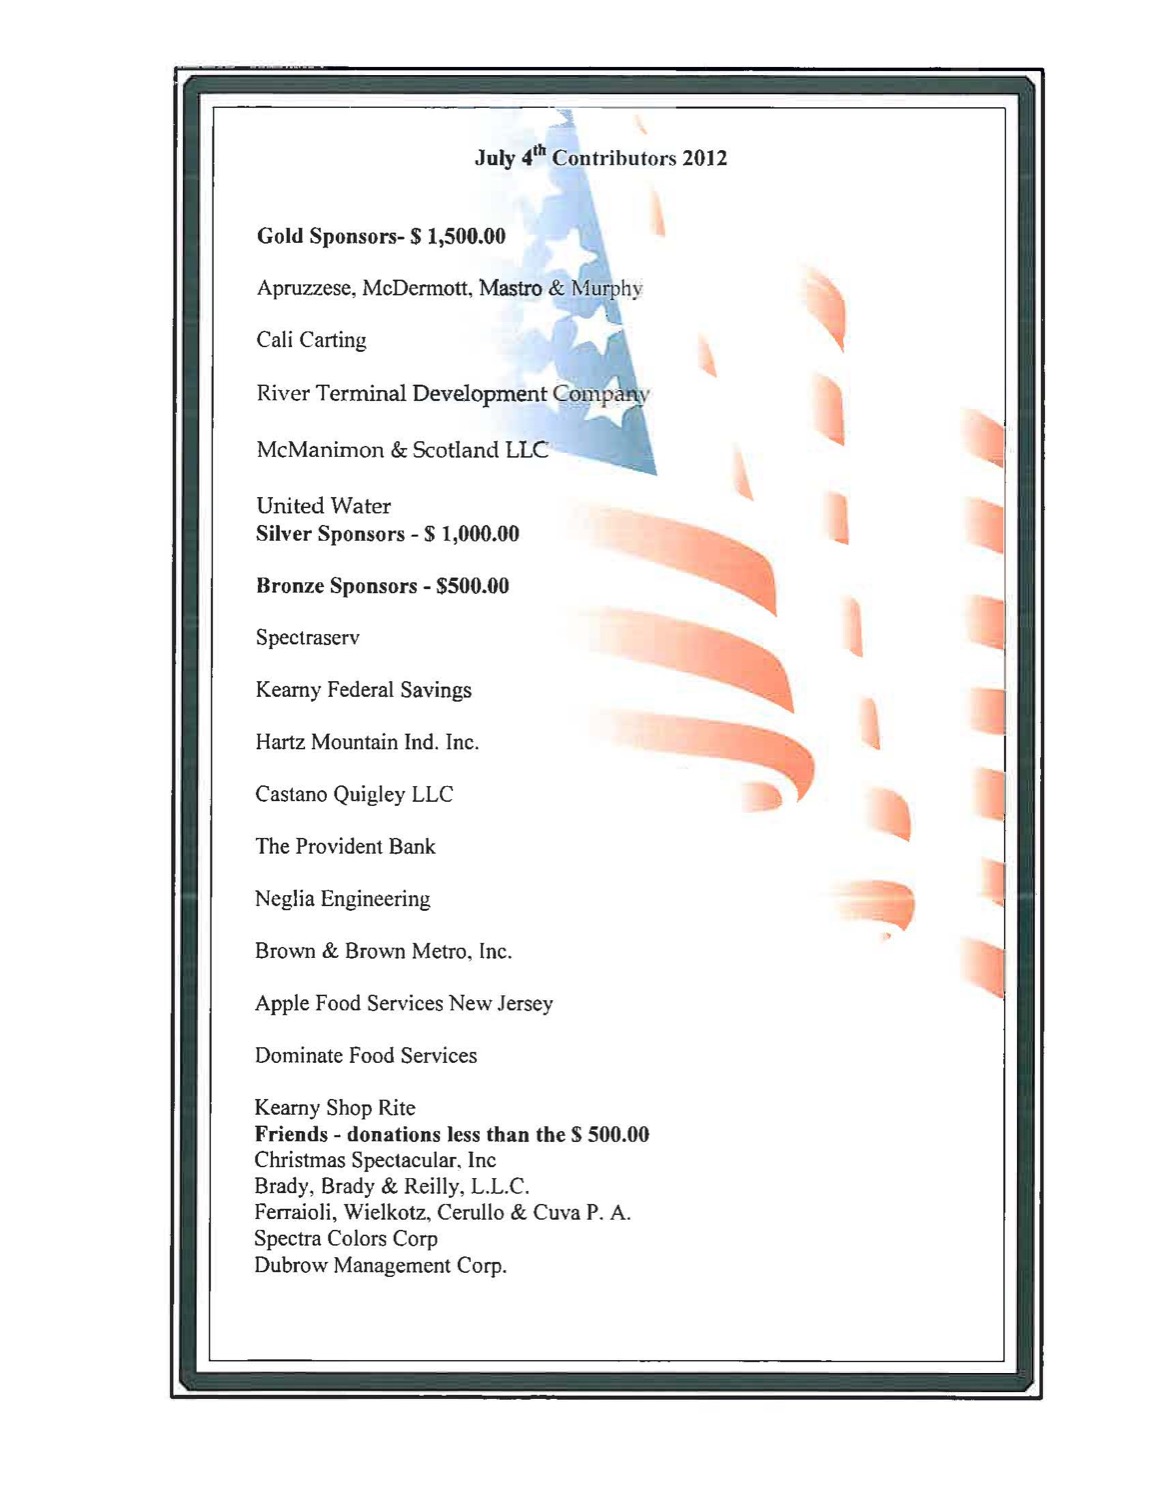 July 4th Contributors 2012
Gold Sponsors- $ 1,500.00
Apruzzese, McDermott, Mastro & Murphy
Cali Carting
River Terminal Development Company
McManimon & Scotland LLC
United Water
Silver Sponsors - $ 1,000.00
Bronze Sponsors - $500.00
Spectraserv
Kearny Federal Savings
Hartz Mountain Ind. Inc.
Castano Quigley LLC
The Provident Bank
Neglia Engineering
Brown & Brown Metro, Inc.
Apple Food Services New Jersey
Dominate Food Services
Kearny Shop Rite
Friends - donations less than the $ 500.00
Christmas Spectacular, Inc
Brady, Brady & Reilly, L.L.C.
Ferraioli, Wielkotz, Cerullo & Cuva P. A.
Spectra Colors Corp
Dubrow Management Corp.